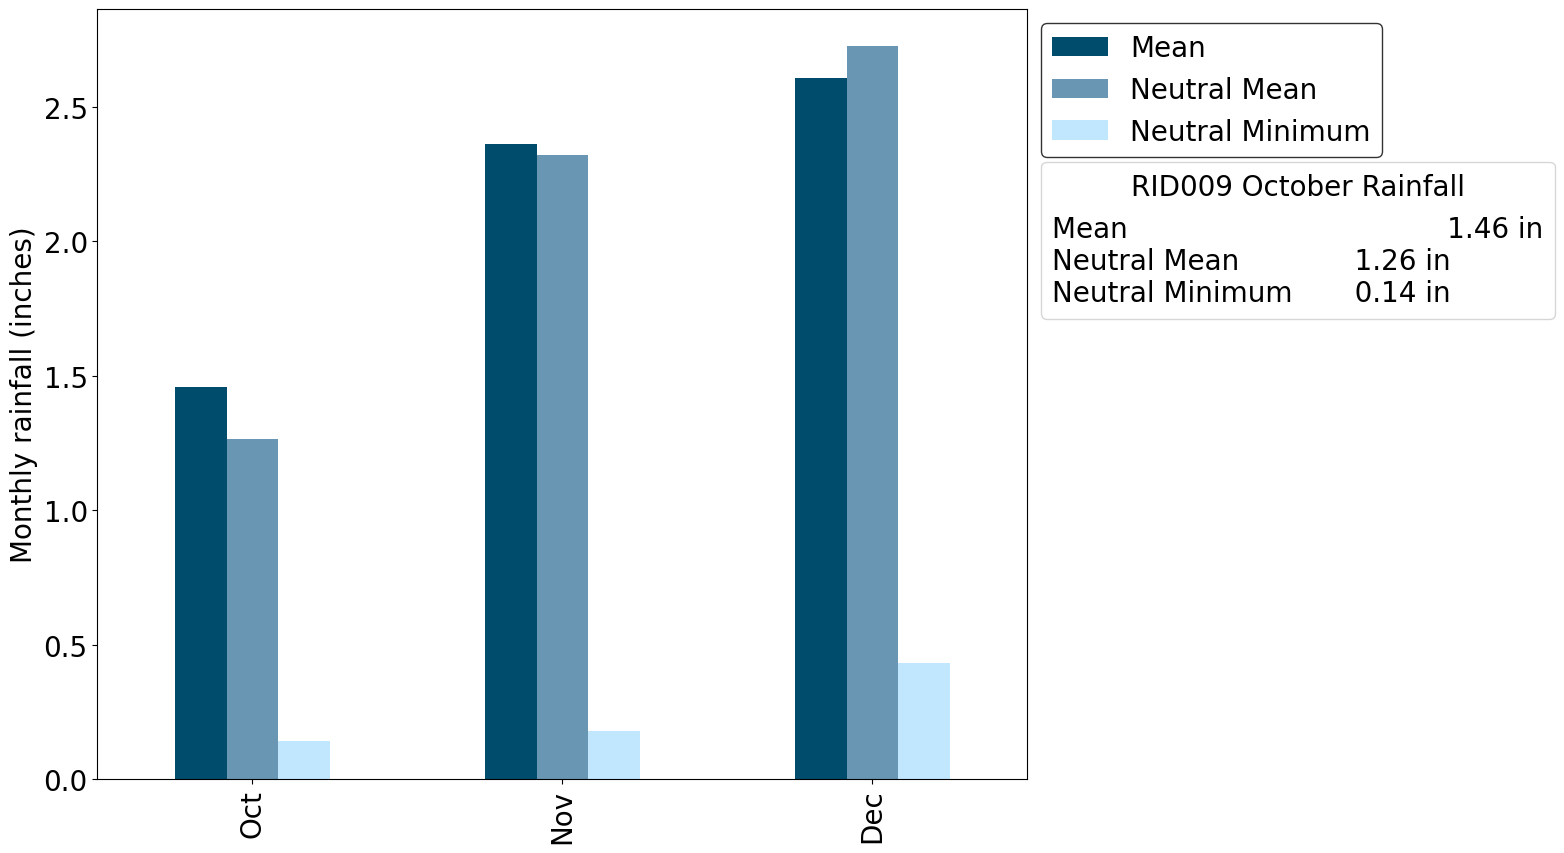 Mean
Neutral Mean
Neutral Minimum
RID009 October Rainfall
Mean 1.46 in
Neutral Mean 1.26 in
Neutral Minimum 0.14 in
Monthly rainfall (inches)
2.5
2.0
1.5
1.0
0.5
0.0
Oct
Nov
Dec